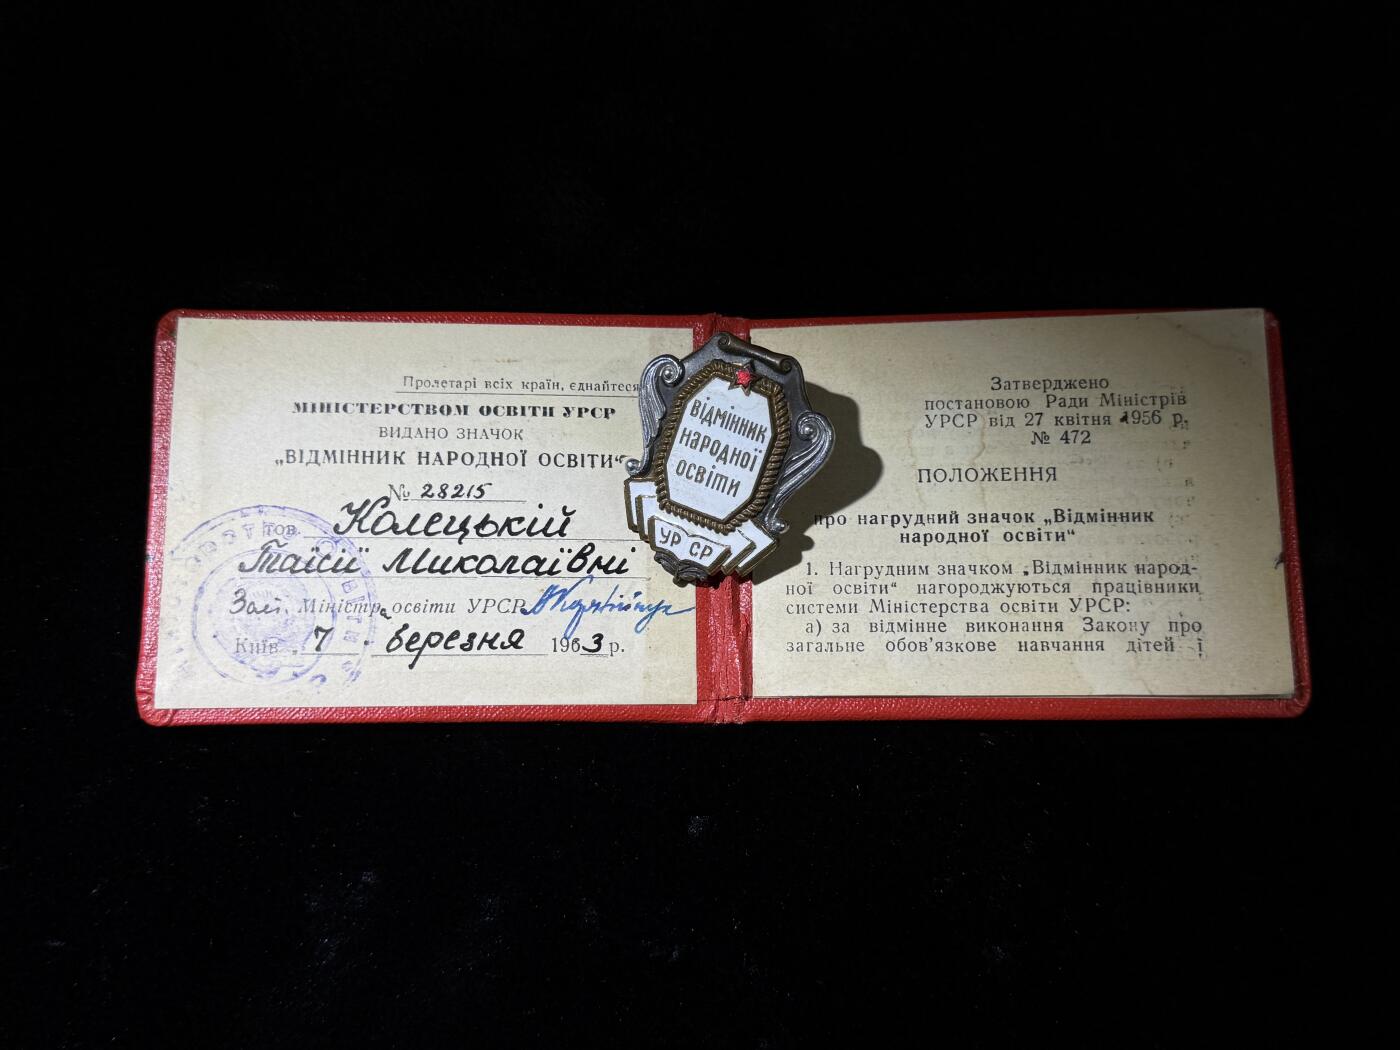 Пролетарі всіх країн, єднайтеся
МІНІСТЕРСТВОМ ОСВІТИ УРСР
ВИДАНО ЗНАЧОК
„ВІДМІННИК НАРОДНОЇ ОСВІТИ“
№ 28215
тов. Колецькій
Таїсії Миколаївні
Заст. Міністра освіти УРСР
Київ „7 березня 1963 р.
ВІДМІННИК
НАРОДНОЇ
ОСВІТИ
УР СР
Затверджено
постановою Ради Міністрів
УРСР від 27 квітня 1956 р.
№ 472
ПОЛОЖЕННЯ
про нагрудний значок „Відмінник
народної освіти“
1. Нагрудним значком „Відмінник народ-
ної освіти“ нагороджуються працівники
системи Міністерства освіти УРСР:
а) за відмінне виконання Закону про
загальне обов'язкове навчання дітей і